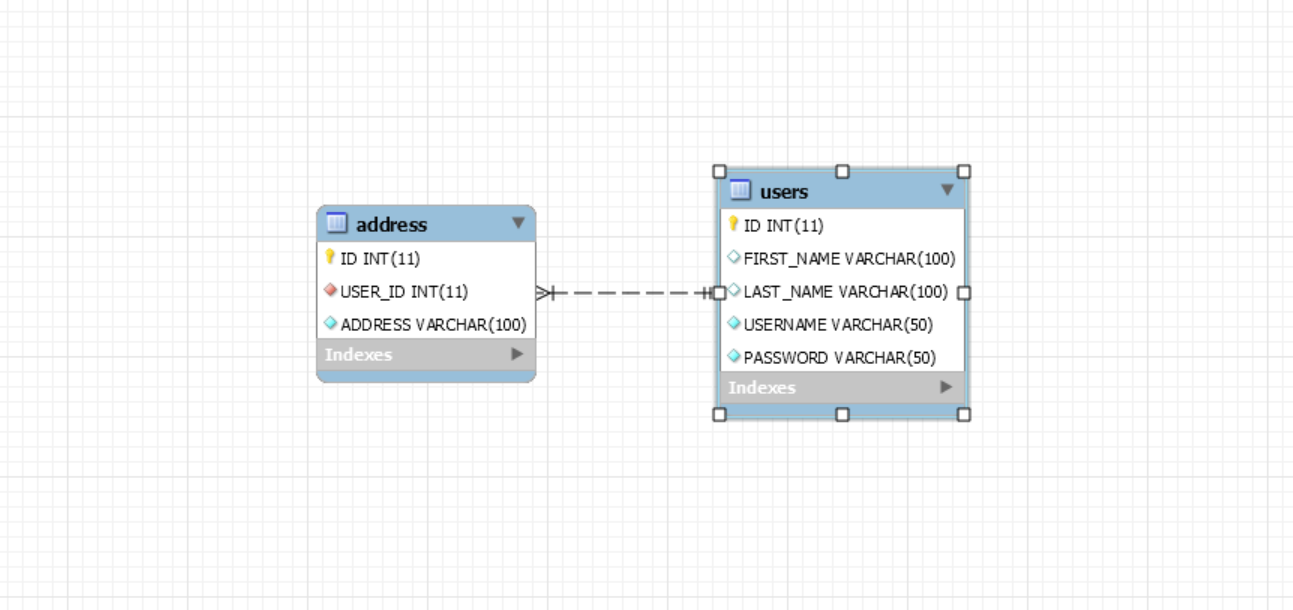 address
ID INT(11)
USER_ID INT(11)
ADDRESS VARCHAR(100)
Indexes
users
ID INT(11)
FIRST_NAME VARCHAR(100)
LAST_NAME VARCHAR(100)
USERNAME VARCHAR(50)
PASSWORD VARCHAR(50)
Indexes